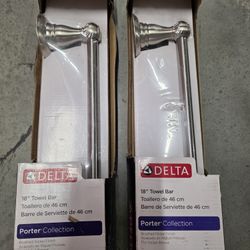 DELTA
18" Towel Bar
Toallero de 46 cm
Barre de Serviette de 46 cm
Porter Collection
DELTA
18" Towel Bar
Toallero de 46 cm
Barre de Serviette de 46 cm
Porter Collection